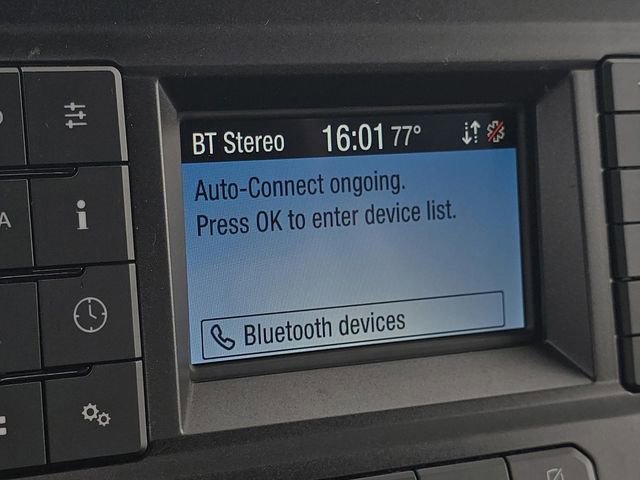 BT Stereo 16:01 77°
Auto-Connect ongoing.
Press OK to enter device list.
Bluetooth devices
A
i